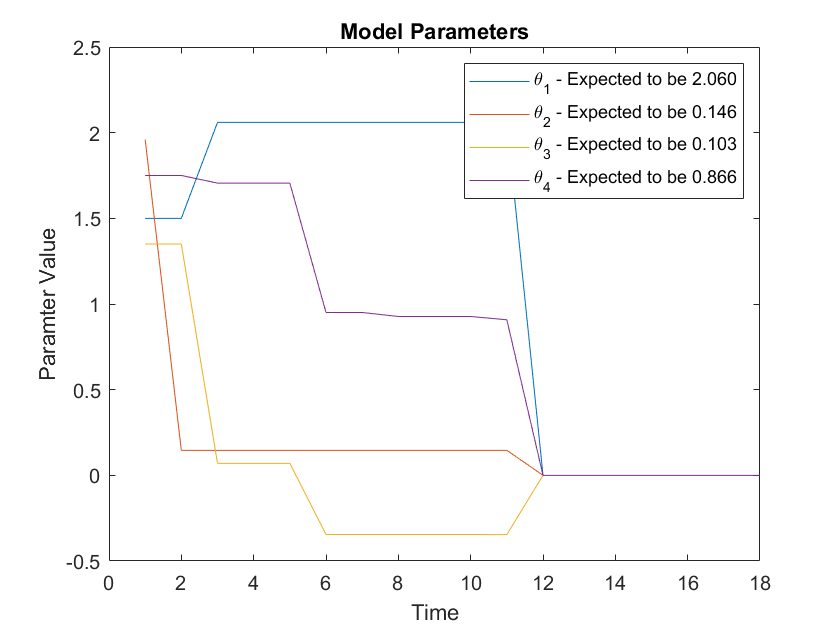 Model Parameters
θ1 - Expected to be 2.060
θ2 - Expected to be 0.146
θ3 - Expected to be 0.103
θ4 - Expected to be 0.866
2.5
2
1.5
1
0.5
0
-0.5
Paramter Value
0 2 4 6 8 10 12 14 16 18
Time